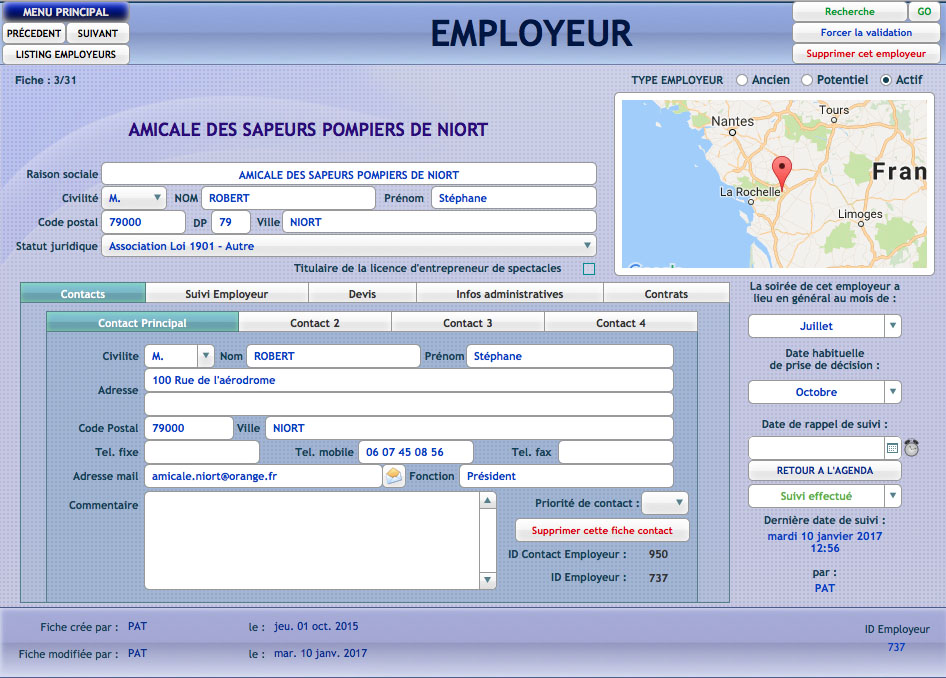 MENU PRINCIPAL
PRÉCEDENT SUIVANT
LISTING EMPLOYEURS
EMPLOYEUR
Recherche GO
Forcer la validation
Supprimer cet employeur
Fiche : 3/31
TYPE EMPLOYEUR Ancien Potentiel Actif
AMICALE DES SAPEURS POMPIERS DE NIORT
Raison sociale AMICALE DES SAPEURS POMPIERS DE NIORT
Civilité M. NOM ROBERT Prénom Stéphane
Code postal 79000 DP 79 Ville NIORT
Statut juridique Association Loi 1901 - Autre
Titulaire de la licence d'entrepreneur de spectacles
Tours
Nantes
Fran
La Rochelle
Limoges
Contacts Suivi Employeur Devis Infos administratives Contrats
Contact Principal Contact 2 Contact 3 Contact 4
Civilite M. Nom ROBERT Prénom Stéphane
Adresse 100 Rue de l'aérodrome
Code Postal 79000 Ville NIORT
Tel. fixe Tel. mobile 06 07 45 08 56 Tel. fax
Adresse mail amicale.niort@orange.fr Fonction Président
Commentaire
Priorité de contact :
Supprimer cette fiche contact
ID Contact Employeur : 950
ID Employeur : 737
La soirée de cet employeur a
lieu en général au mois de :
Juillet
Date habituelle
de prise de décision :
Octobre
Date de rappel de suivi :
RETOUR A L'AGENDA
Suivi effectué
Dernière date de suivi :
mardi 10 janvier 2017
12:56
par :
PAT
Fiche crée par : PAT le : jeu. 01 oct. 2015
Fiche modifiée par : PAT le : mar. 10 janv. 2017
ID Employeur
737